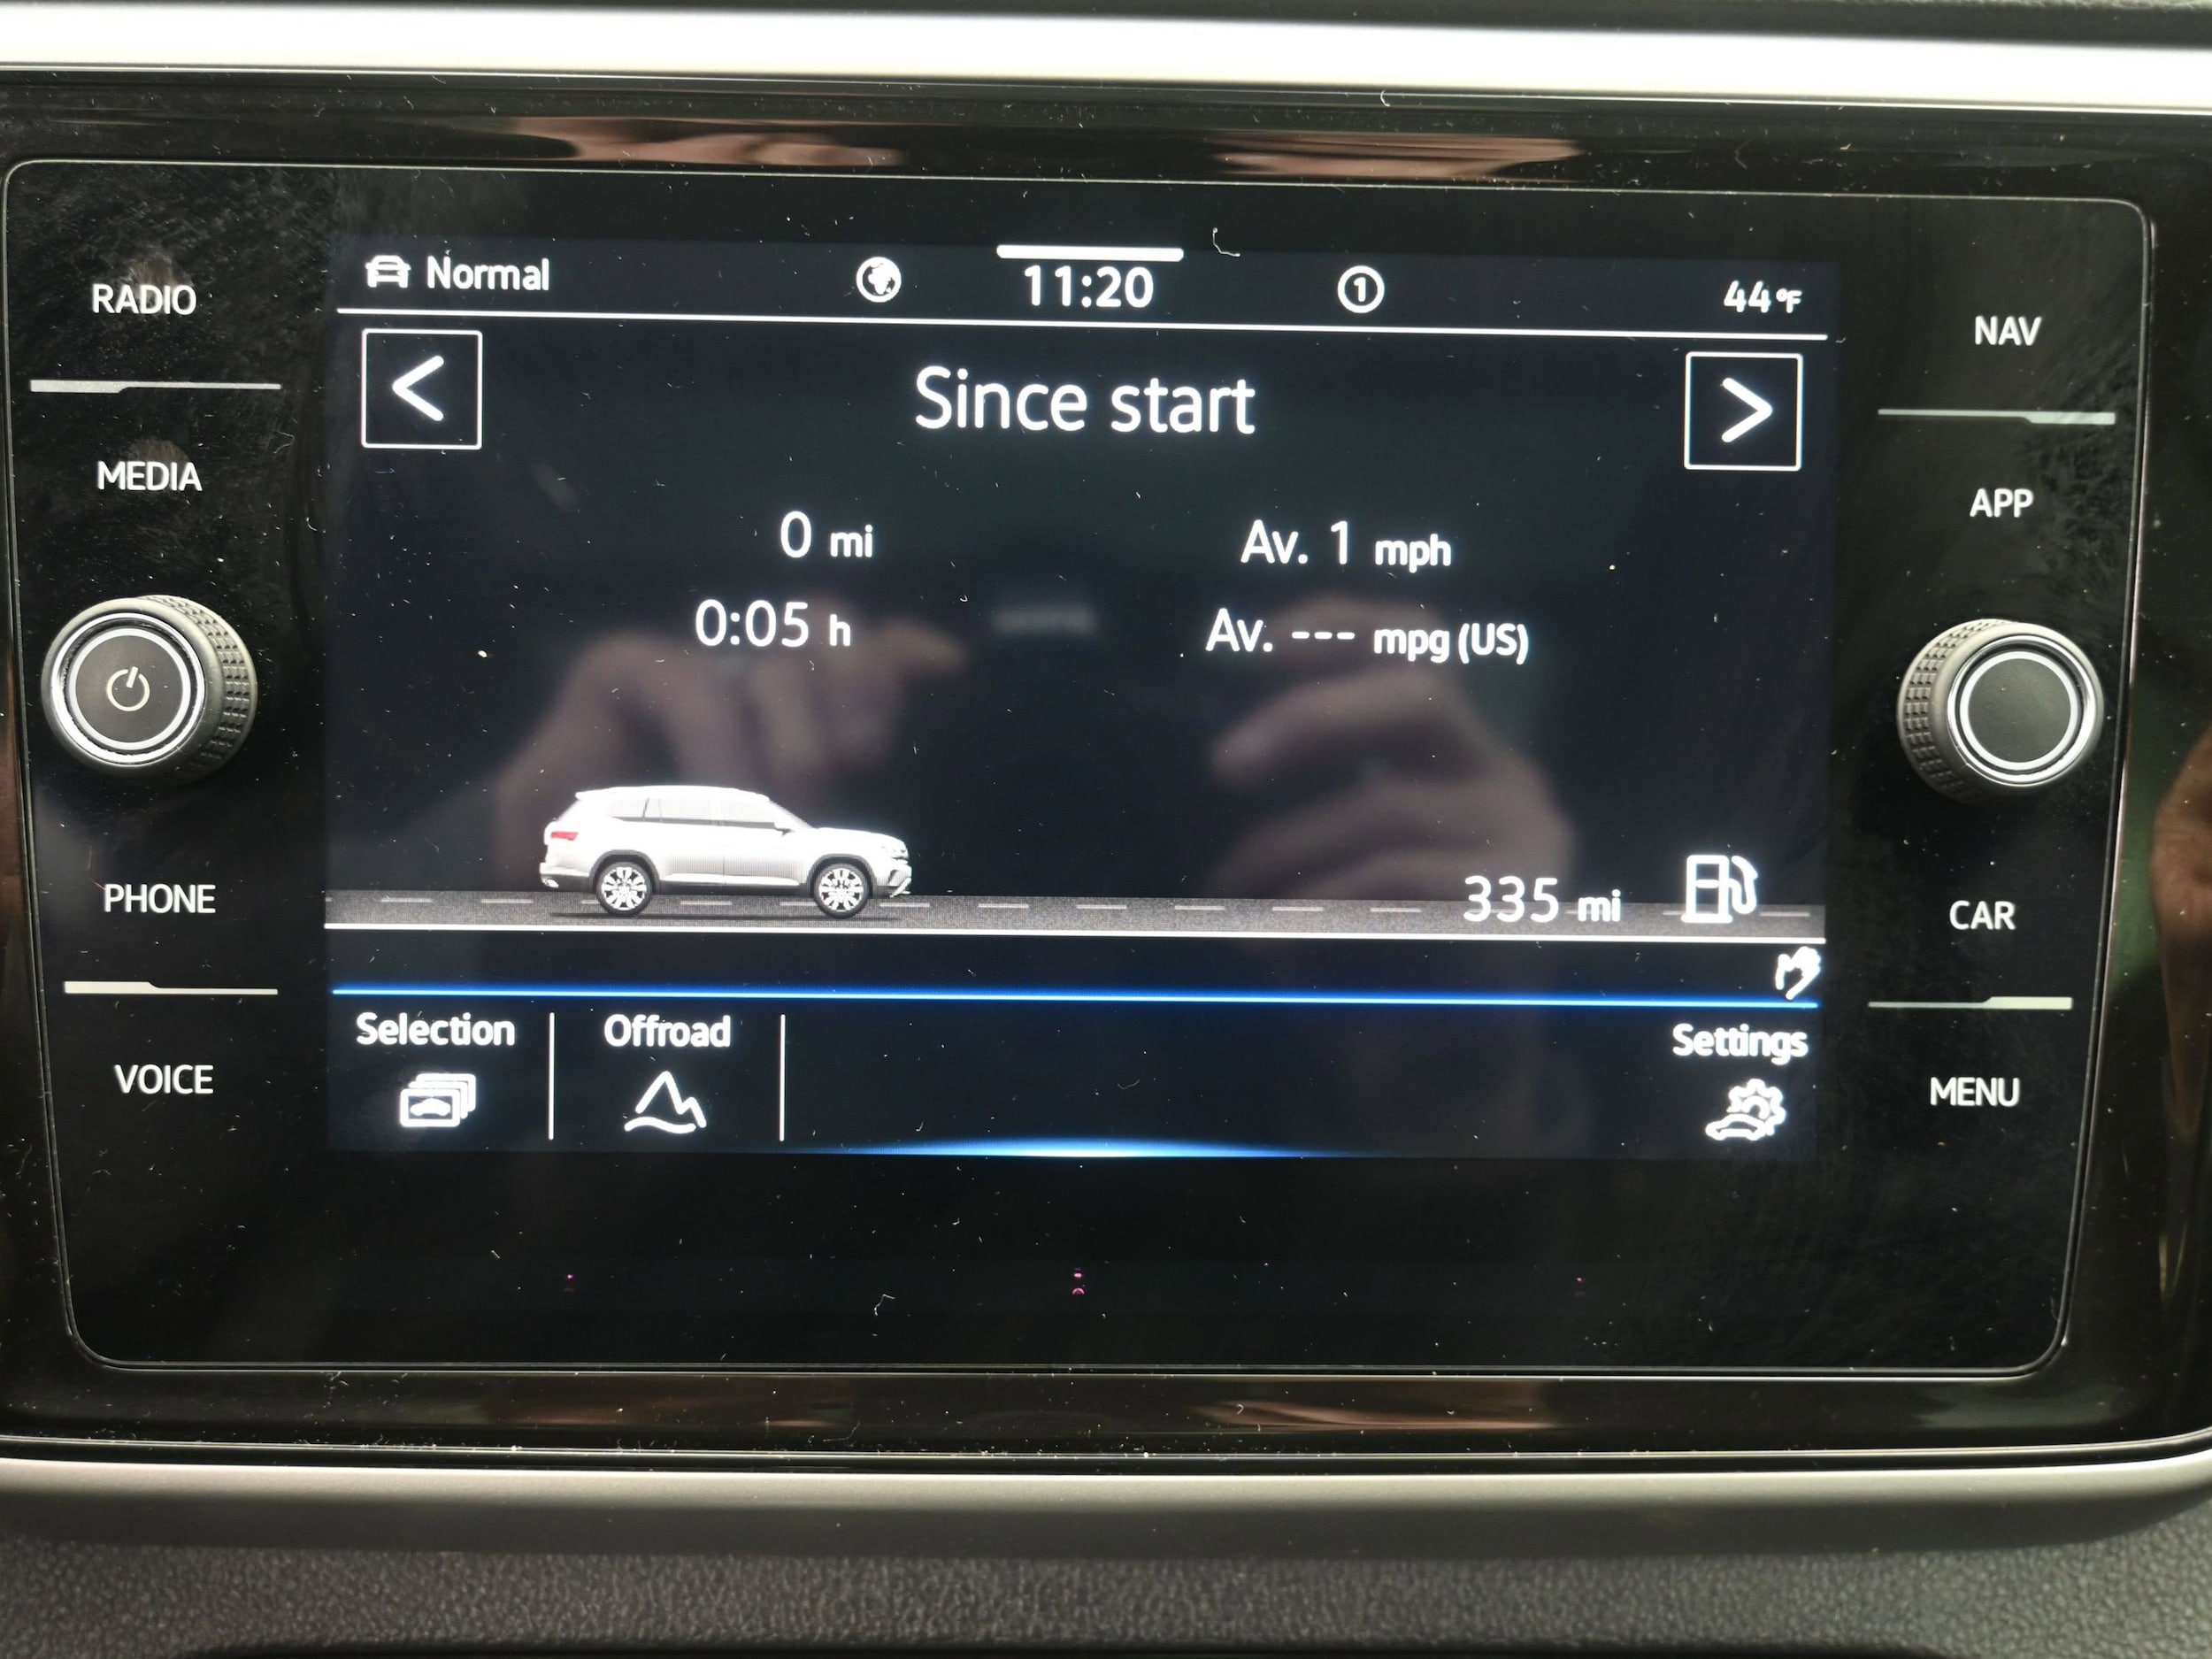 RADIO
MEDIA
PHONE
VOICE
Normal
11:20
1
44°F
<
Since start
>
0 mi
Av. 1 mph
0:05 h
Av. --- mpg (US)
335 mi
Selection
Offroad
Settings
NAV
APP
CAR
MENU